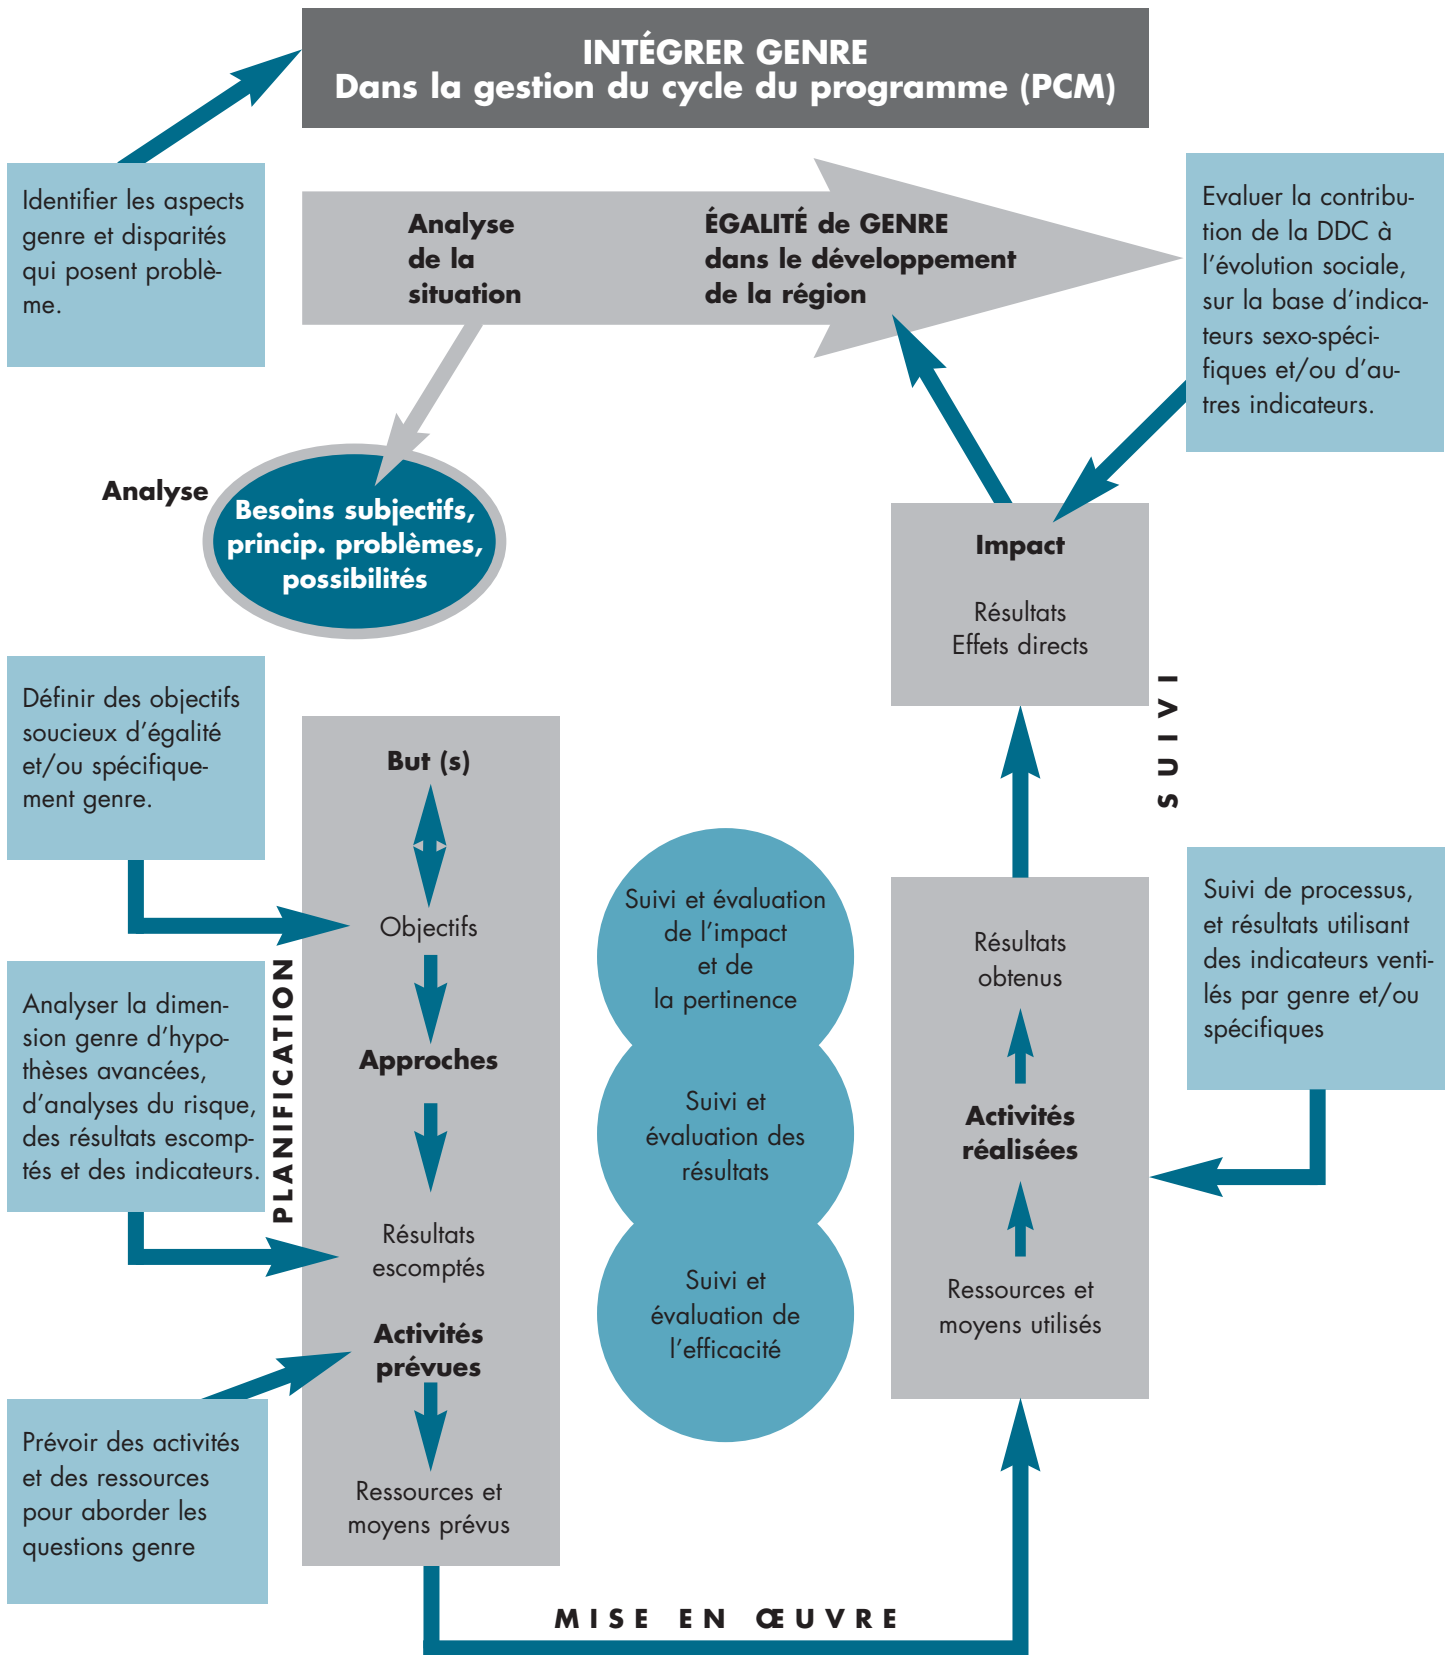 INTÉGRER GENRE
Dans la gestion du cycle du programme (PCM)
Identifier les aspects
genre et disparités
qui posent problè-
me.
Analyse
de la
situation
ÉGALITÉ de GENRE
dans le développement
de la région
Evaluer la contribu-
tion de la DDC à
l'évolution sociale,
sur la base d'indica-
teurs sexo-spéci-
fiques et/ou d'au-
tres indicateurs.
Analyse
Besoins subjectifs,
princip. problèmes,
possibilités
Impact
Résultats
Effets directs
SUIVI
Définir des objectifs
soucieux d'égalité
et/ou spécifique-
ment genre.
But (s)
Objectifs
Approches
Résultats
escomptés
Activités
prévues
Ressources et
moyens prévus
PLANIFICATION
Analyser la dimen-
sion genre d'hypo-
thèses avancées,
d'analyses du risque,
des résultats escomp-
tés et des indicateurs.
Prévoir des activités
et des ressources
pour aborder les
questions genre
Suivi et évaluation
de l'impact
et de
la pertinence
Suivi et
évaluation des
résultats
Suivi et
évaluation de
l'efficacité
Résultats
obtenus
Activités
réalisées
Ressources et
moyens utilisés
Suivi de processus,
et résultats utilisant
des indicateurs venti-
lés par genre et/ou
spécifiques
MISE EN ŒUVRE